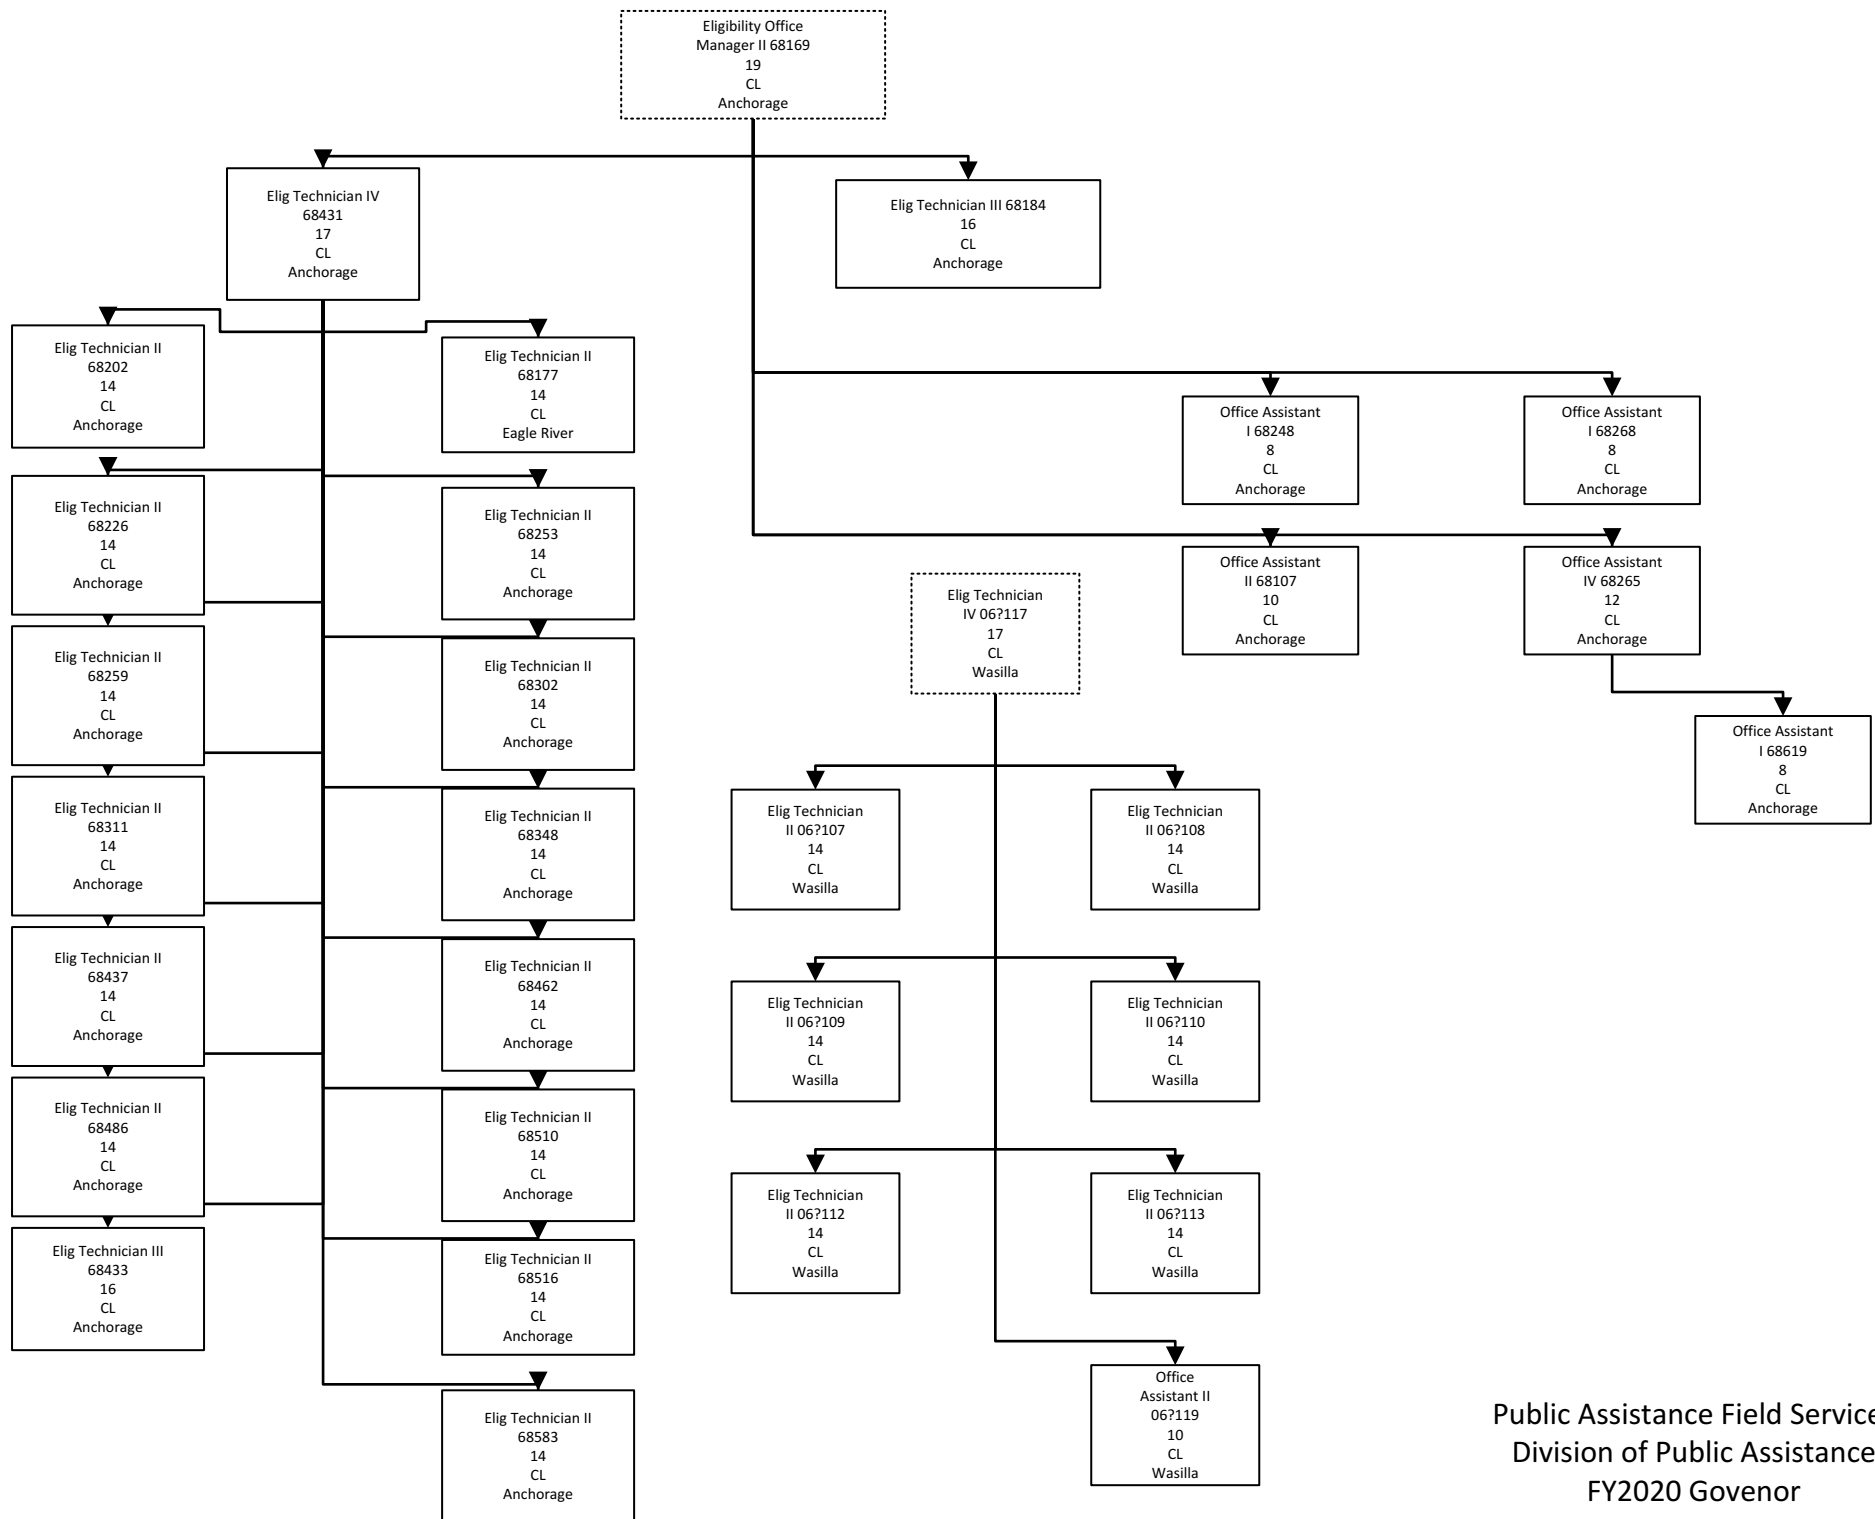 Eligibility Office
Manager II 68169
19
CL
Anchorage
Elig Technician IV
68431
17
CL
Anchorage
Elig Technician III 68184
16
CL
Anchorage
Elig Technician II
68202
14
CL
Anchorage
Elig Technician II
68177
14
CL
Eagle River
Office Assistant
I 68248
8
CL
Anchorage
Office Assistant
I 68268
8
CL
Anchorage
Elig Technician II
68226
14
CL
Anchorage
Elig Technician II
68253
14
CL
Anchorage
Office Assistant
II 68107
10
CL
Anchorage
Office Assistant
IV 68265
12
CL
Anchorage
Elig Technician
IV 06?117
17
CL
Wasilla
Elig Technician II
68259
14
CL
Anchorage
Elig Technician II
68302
14
CL
Anchorage
Office Assistant
I 68619
8
CL
Anchorage
Elig Technician II
68311
14
CL
Anchorage
Elig Technician II
68348
14
CL
Anchorage
Elig Technician
II 06?107
14
CL
Wasilla
Elig Technician
II 06?108
14
CL
Wasilla
Elig Technician II
68437
14
CL
Anchorage
Elig Technician II
68462
14
CL
Anchorage
Elig Technician
II 06?109
14
CL
Wasilla
Elig Technician
II 06?110
14
CL
Wasilla
Elig Technician II
68486
14
CL
Anchorage
Elig Technician II
68510
14
CL
Anchorage
Elig Technician
II 06?112
14
CL
Wasilla
Elig Technician
II 06?113
14
CL
Wasilla
Elig Technician III
68433
16
CL
Anchorage
Elig Technician II
68516
14
CL
Anchorage
Office
Assistant II
06?119
10
CL
Wasilla
Elig Technician II
68583
14
CL
Anchorage
Public Assistance Field Service
Division of Public Assistance
FY2020 Govenor